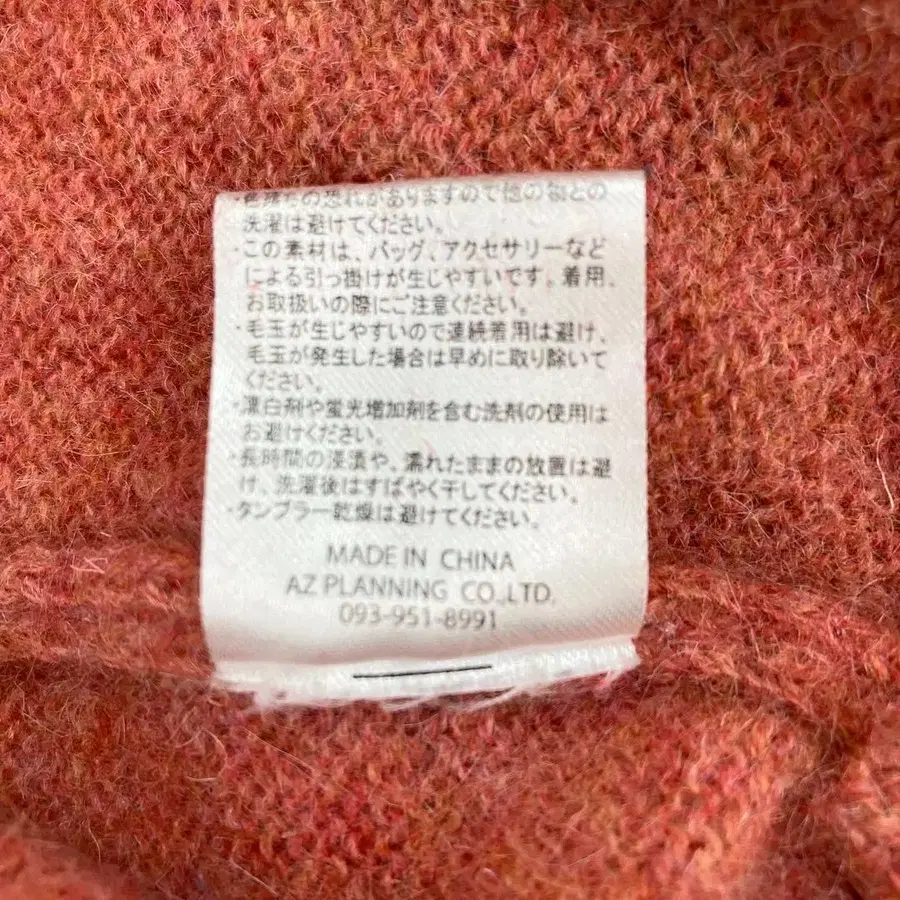 ・色落ちの恐れがありますので他の物との
洗濯は避けてください。
・この素材は、バッグ、アクセサリーなど
による引っ掛けが生じやすいです。着用、
お取扱いの際にご注意ください。
・毛玉が生じやすいので連続着用は避け、
毛玉が発生した場合は早めに取り除いて
ください。
・漂白剤や蛍光増加剤を含む洗剤の使用は
お避けください。
・長時間の浸漬や、濡れたままの放置は避
け、洗濯後はすばやく干してください。
・タンブラー乾燥は避けてください。
MADE IN CHINA
AZ PLANNING CO.,LTD.
093-951-8991